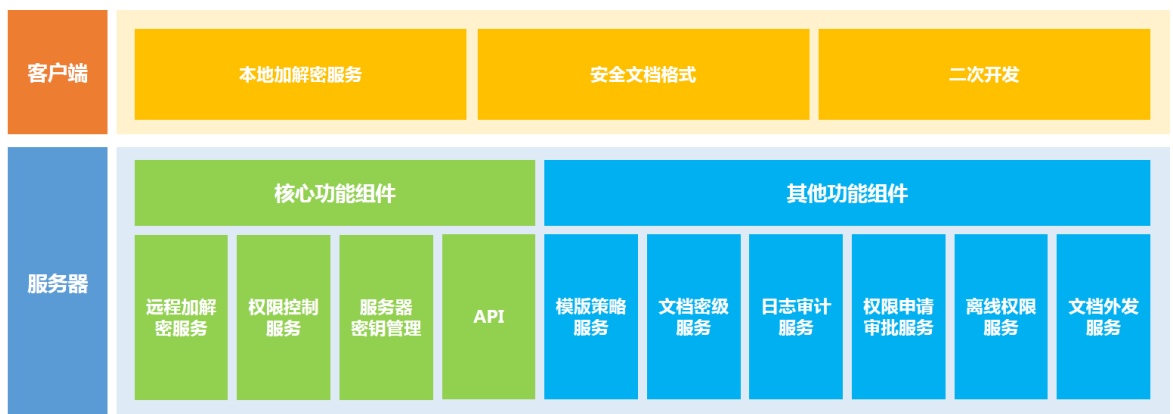 客户端
本地加解密服务
安全文档格式
二次开发
服务器
核心功能组件
其他功能组件
远程加解
密服务
权限控制
服务
服务器
密钥管理
API
模版策略
服务
文档密级
服务
日志审计
服务
权限申请
审批服务
离线权限
服务
文档外发
服务